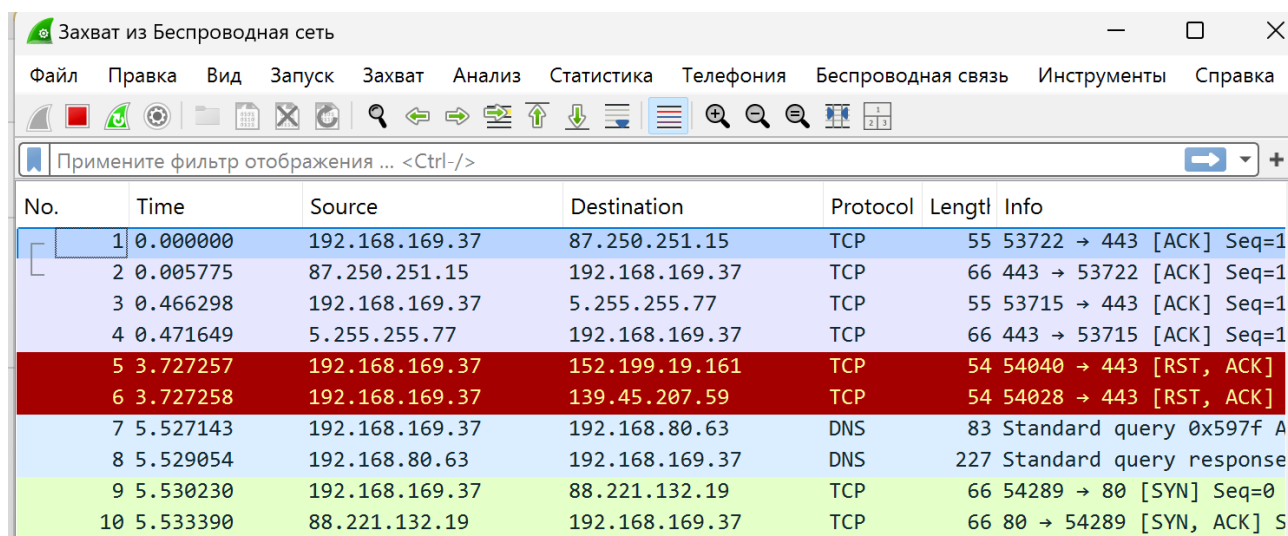 Захват из Беспроводная сеть
Файл Правка Вид Запуск Захват Анализ Статистика Телефония Беспроводная связь Инструменты Справка
Примените фильтр отображения ... <Ctrl-/>
No. Time Source Destination Protocol Length Info
1 0.000000 192.168.169.37 87.250.251.15 TCP 55 53722 → 443 [ACK] Seq=1
2 0.005775 87.250.251.15 192.168.169.37 TCP 66 443 → 53722 [ACK] Seq=1
3 0.466298 192.168.169.37 5.255.255.77 TCP 55 53715 → 443 [ACK] Seq=1
4 0.471649 5.255.255.77 192.168.169.37 TCP 66 443 → 53715 [ACK] Seq=1
5 3.727257 192.168.169.37 152.199.19.161 TCP 54 54040 → 443 [RST, ACK]
6 3.727258 192.168.169.37 139.45.207.59 TCP 54 54028 → 443 [RST, ACK]
7 5.527143 192.168.169.37 192.168.80.63 DNS 83 Standard query 0x597f A
8 5.529054 192.168.80.63 192.168.169.37 DNS 227 Standard query response
9 5.530230 192.168.169.37 88.221.132.19 TCP 66 54289 → 80 [SYN] Seq=0
10 5.533390 88.221.132.19 192.168.169.37 TCP 66 80 → 54289 [SYN, ACK] S